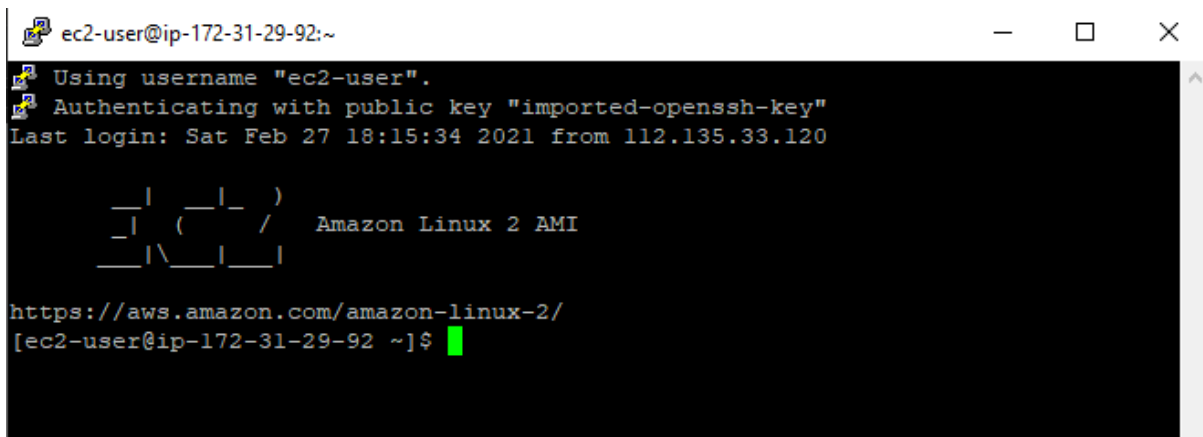 ec2-user@ip-172-31-29-92:~
Using username "ec2-user".
Authenticating with public key "imported-openssh-key"
Last login: Sat Feb 27 18:15:34 2021 from 112.135.33.120
       __|  __|_  )
       _|  (     /   Amazon Linux 2 AMI
      ___|\___|___|
https://aws.amazon.com/amazon-linux-2/
[ec2-user@ip-172-31-29-92 ~]$